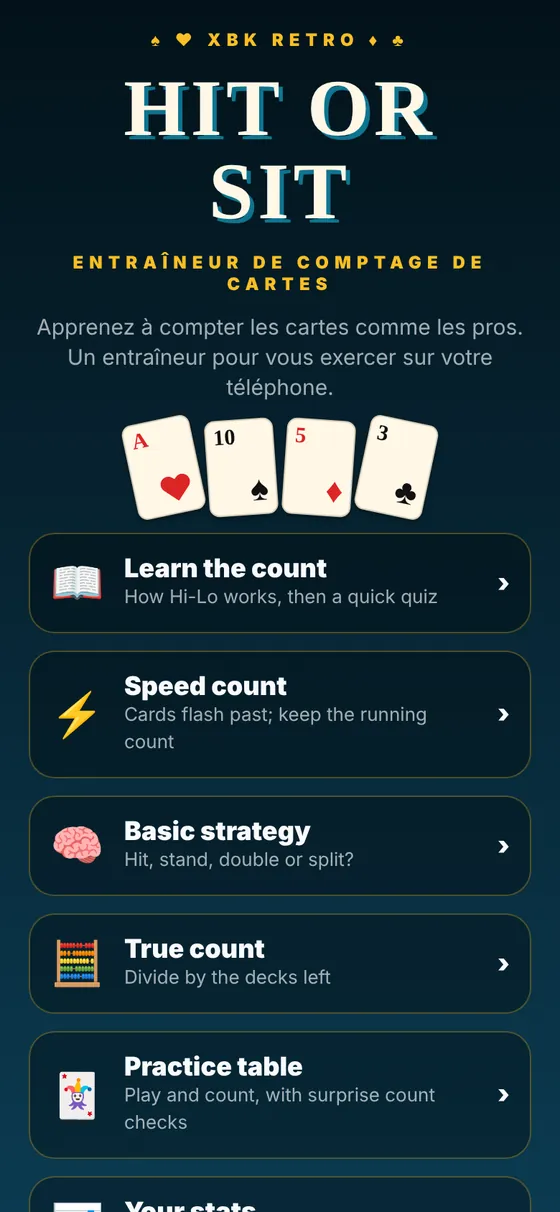 ♠ ♥ XBK RETRO ♦ ♣
HIT OR
SIT
ENTRAÎNEUR DE COMPTAGE DE
CARTES
Apprenez à compter les cartes comme les pros.
Un entraîneur pour vous exercer sur votre
téléphone.
A 10 5 3
Learn the count
How Hi-Lo works, then a quick quiz
Speed count
Cards flash past; keep the running
count
Basic strategy
Hit, stand, double or split?
True count
Divide by the decks left
Practice table
Play and count, with surprise count
checks
Your stats